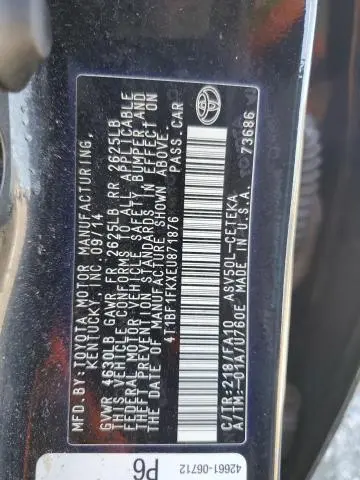 MFD.BY:TOYOTA MOTOR MANUFACTURING,
KENTUCKY, INC. 09/14
GVWR 4630LB GAWR FR 2625LB RR 2625LB
THIS VEHICLE CONFORMS TO ALL APPLICABLE
FEDERAL MOTOR VEHICLE SAFETY, BUMPER AND
THEFT PREVENTION STANDARDS IN EFFECT ON
THE DATE OF MANUFACTURE SHOWN ABOVE.
4T1BF1FKXEU871876 PASS.CAR
TOYOTA
C/TR:218/FA10 ASV50L-CETEKA
A/TM:-01A/U760E MADE IN U.S.A.
73686
42661-06712
P6